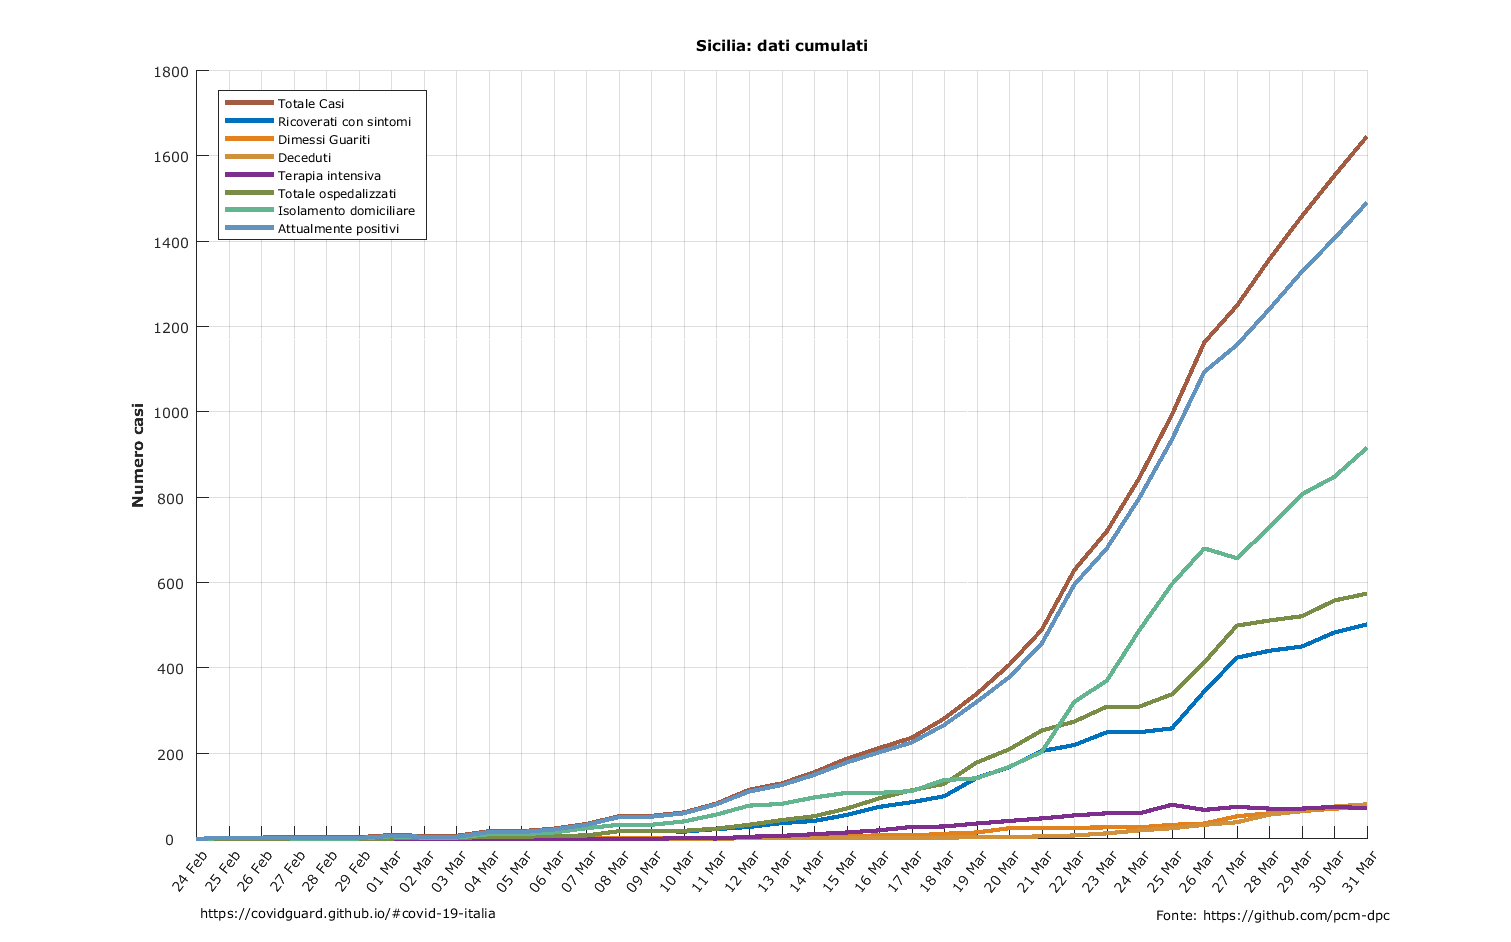 Sicilia: dati cumulati
1800
1600
1400
1200
1000
800
600
400
200
0
Numero casi
Totale Casi
Ricoverati con sintomi
Dimessi Guariti
Deceduti
Terapia intensiva
Totale ospedalizzati
Isolamento domiciliare
Attualmente positivi
24 Feb
25 Feb
26 Feb
27 Feb
28 Feb
29 Feb
01 Mar
02 Mar
03 Mar
04 Mar
05 Mar
06 Mar
07 Mar
08 Mar
09 Mar
10 Mar
11 Mar
12 Mar
13 Mar
14 Mar
15 Mar
16 Mar
17 Mar
18 Mar
19 Mar
20 Mar
21 Mar
22 Mar
23 Mar
24 Mar
25 Mar
26 Mar
27 Mar
28 Mar
29 Mar
30 Mar
31 Mar
https://covidguard.github.io/#covid-19-italia
Fonte: https://github.com/pcm-dpc